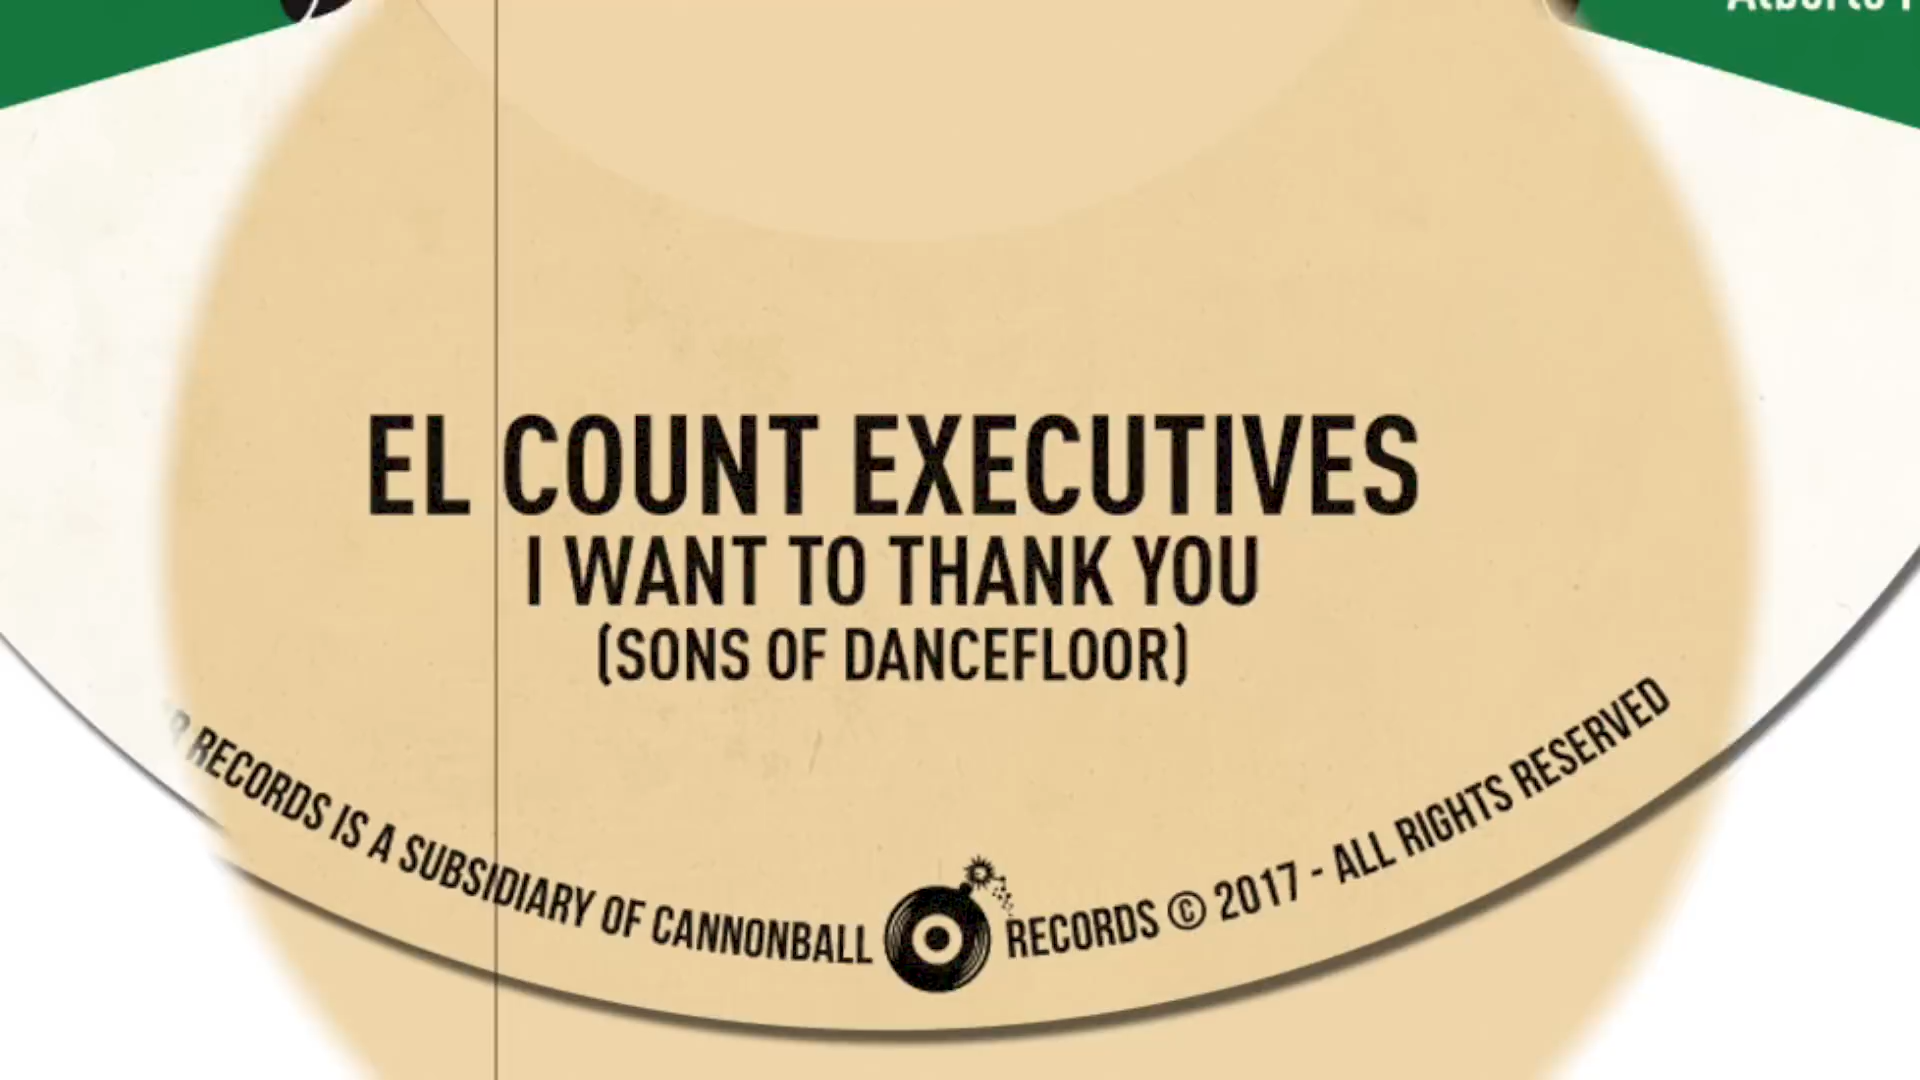 EL COUNT EXECUTIVES
I WANT TO THANK YOU
(SONS OF DANCEFLOOR)
RECORDS IS A SUBSIDIARY OF CANNONBALL RECORDS © 2017 - ALL RIGHTS RESERVED